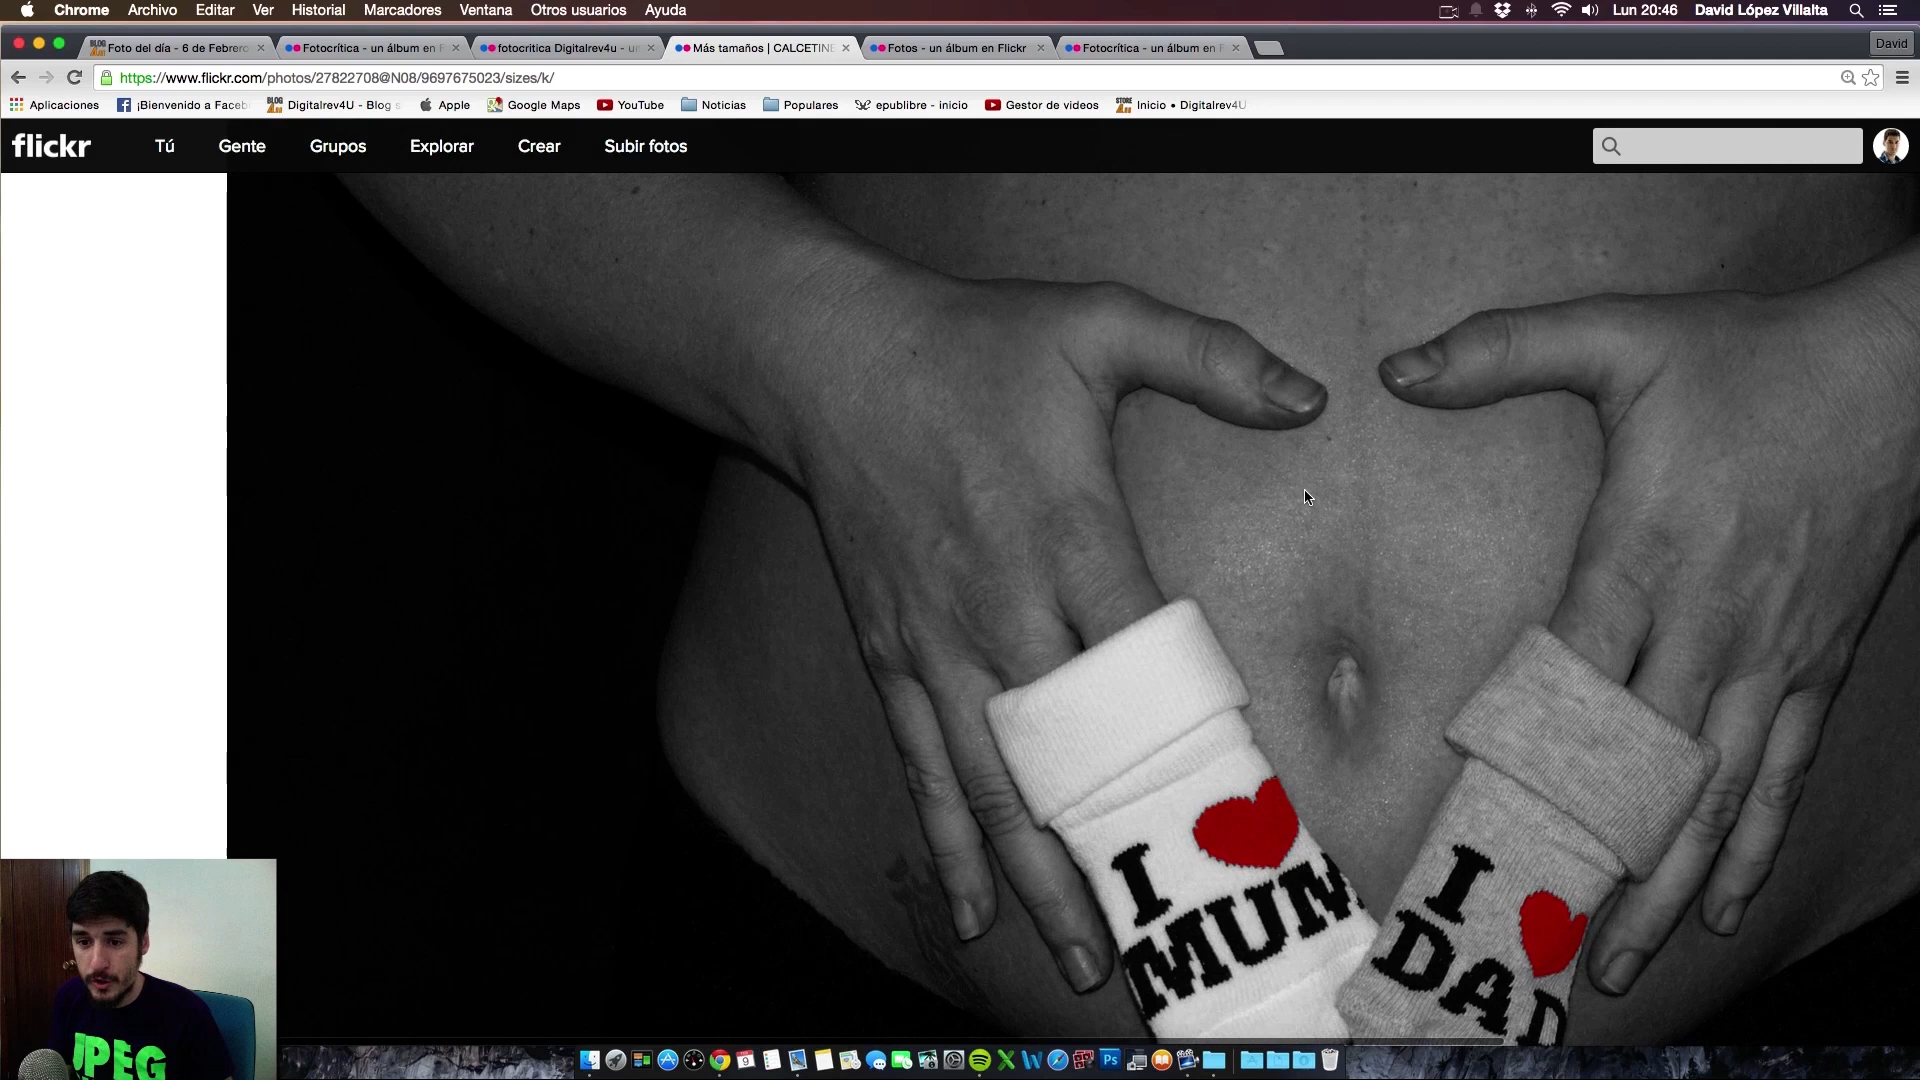 Chrome Archivo Editar Ver Historial Marcadores Ventana Otros usuarios Ayuda Lun 20:46 David López Villalta
Foto del día - 6 de Febrero Fotocrítica - un álbum en F fotocritica Digitalrev4u - un Más tamaños | CALCETINE Fotos - un álbum en Flickr Fotocrítica - un álbum en F David
https://www.flickr.com/photos/27822708@N08/9697675023/sizes/k/
Aplicaciones ¡Bienvenido a Faceb Digitalrev4U - Blog s Apple Google Maps YouTube Noticias Populares epublibre - inicio Gestor de videos Inicio • Digitalrev4U
flickr Tú Gente Grupos Explorar Crear Subir fotos
I
MUM
I
DAD
JPEG